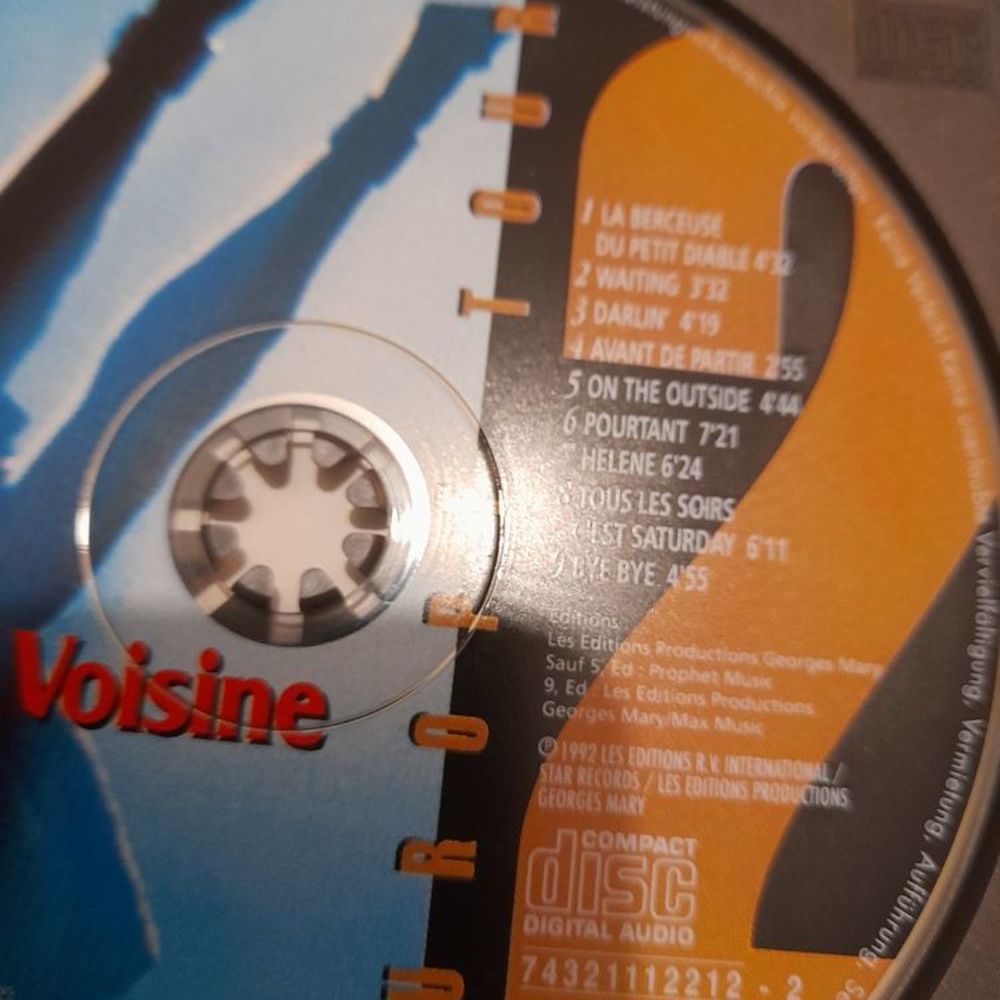 1 LA BERCEUSE
DU PETIT DIABLE 4'32
2 WAITING 3'32
3 DARLIN' 4'19
4 AVANT DE PARTIR 2'55
5 ON THE OUTSIDE 4'44
6 POURTANT 7'21
HELENE 6'24
TOUS LES SOIRS
C'EST SATURDAY 6'11
9 BYE BYE 4'55
Editions
Les Editions Productions Georges Mary
Sauf 5, Ed : Prophet Music
9, Ed : Les Editions Productions
Georges Mary/Max Music
℗ 1992 LES EDITIONS R.V. INTERNATIONAL /
STAR RECORDS / LES EDITIONS PRODUCTIONS
GEORGES MARY
COMPACT
disc
DIGITAL AUDIO
74321112212 - 2
Voisine
UROP TOUR
Vervielfältigung, Vermietung, Aufführung,
disc